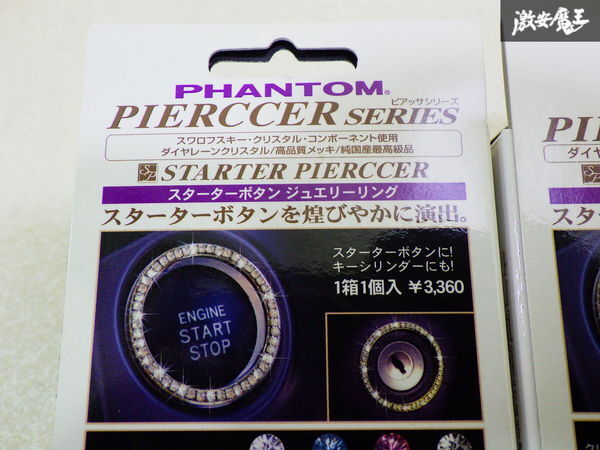 激安魔王
PHANTOM®
ピアッサシリーズ
PIERCCER SERIES
スワロフスキー・クリスタル・コンポーネント使用
ダイヤレーンクリスタル/高品質メッキ/純国産最高級品
STARTER PIERCCER
スターターボタン ジュエリーリング
スターターボタンを煌びやかに演出。
スターターボタンに!
キーシリンダーにも!
1箱1個入 ¥3,360
ENGINE
START
STOP
PI
ダイヤ
スタ